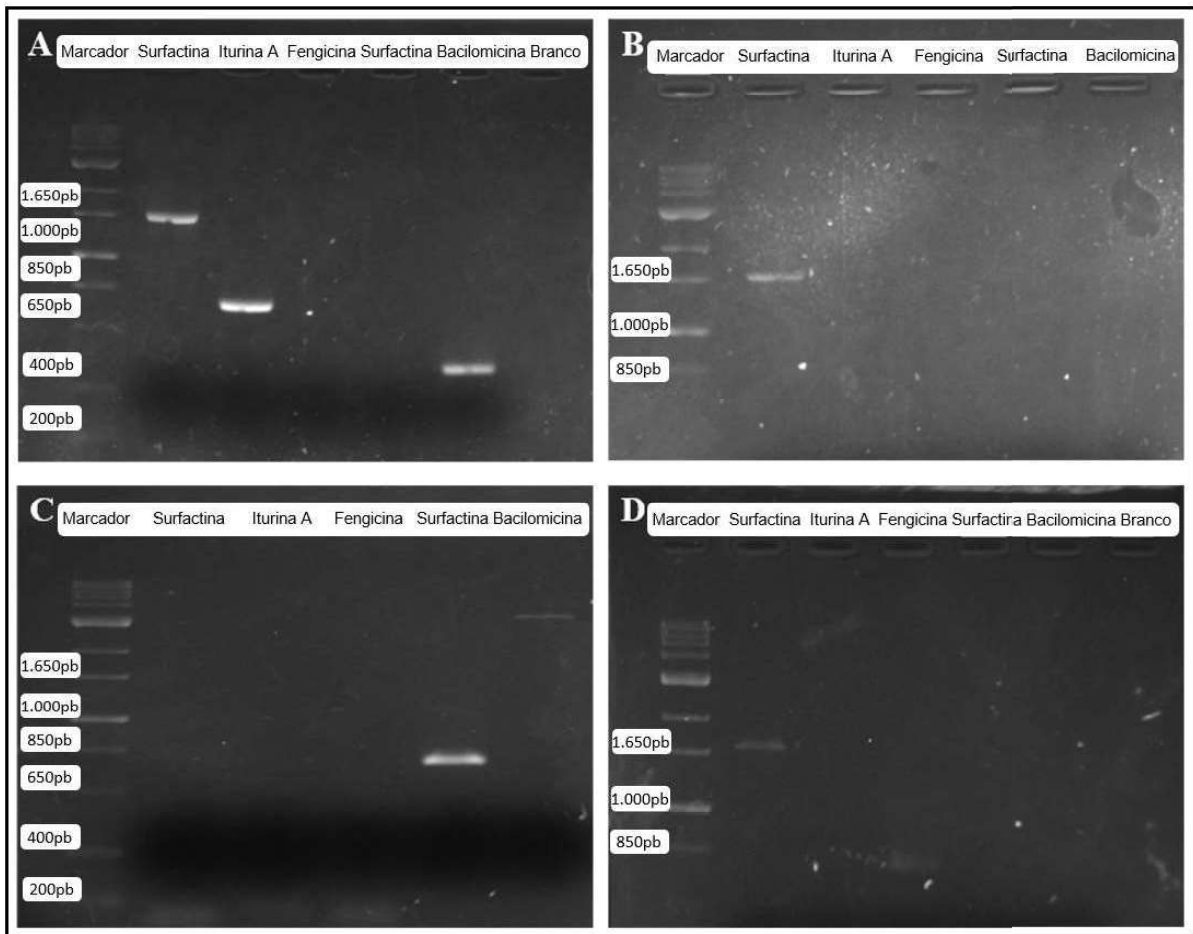 A
Marcador Surfactina Iturina A Fengicina Surfactina Bacilomicina Branco
1.650pb
1.000pb
850pb
650pb
400pb
200pb
B
Marcador Surfactina Iturina A Fengicina Surfactina Bacilomicina
1.650pb
1.000pb
850pb
C
Marcador Surfactina Iturina A Fengicina Surfactina Bacilomicina
1.650pb
1.000pb
850pb
650pb
400pb
200pb
D
Marcador Surfactina Iturina A Fengicina Surfactira Bacilomicina Branco
1.650pb
1.000pb
850pb